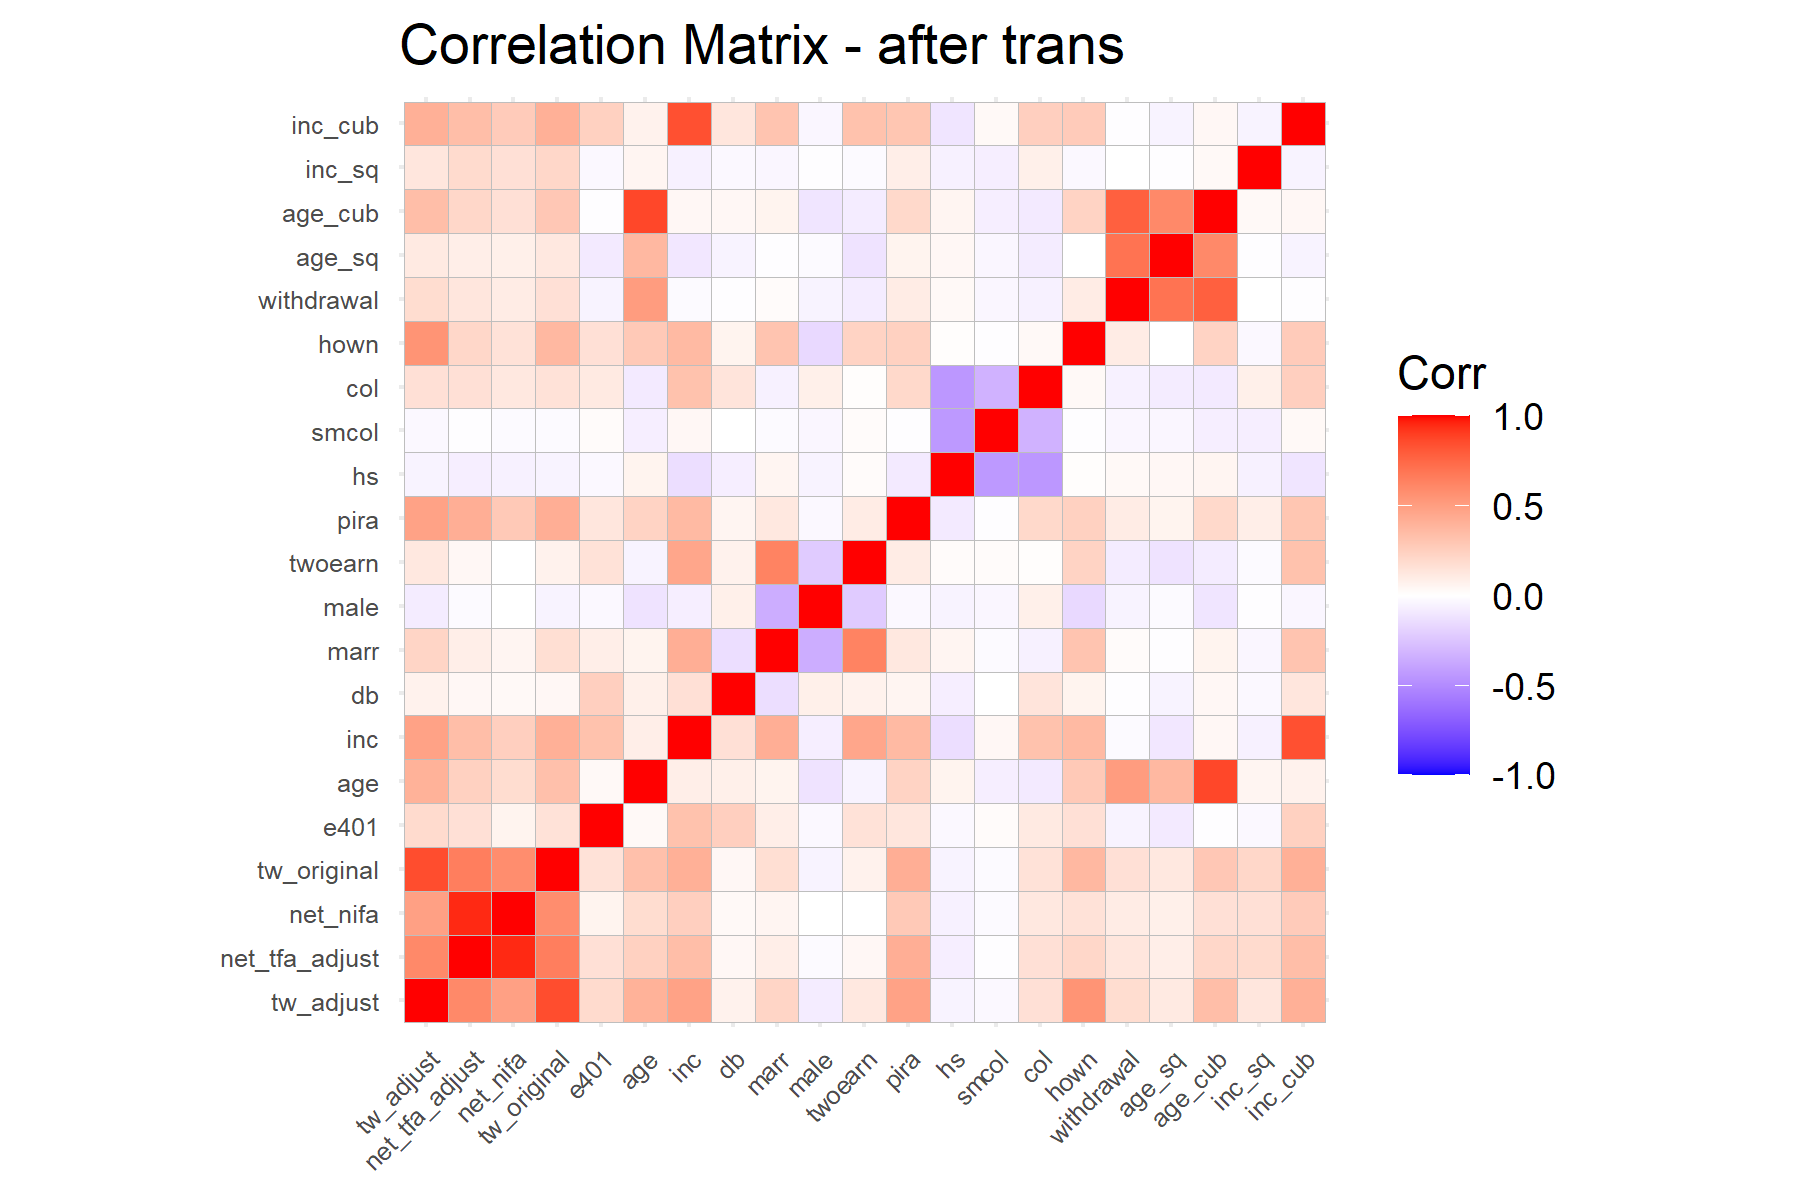 Correlation Matrix - after trans
inc_cub
inc_sq
age_cub
age_sq
withdrawal
hown
col
smcol
hs
pira
twoearn
male
marr
db
inc
age
e401
tw_original
net_nifa
net_tfa_adjust
tw_adjust
tw_adjust
net_tfa_adjust
net_nifa
tw_original
e401
age
inc
db
marr
male
twoearn
pira
hs
smcol
col
hown
withdrawal
age_sq
age_cub
inc_sq
inc_cub
Corr
1.0
0.5
0.0
-0.5
-1.0